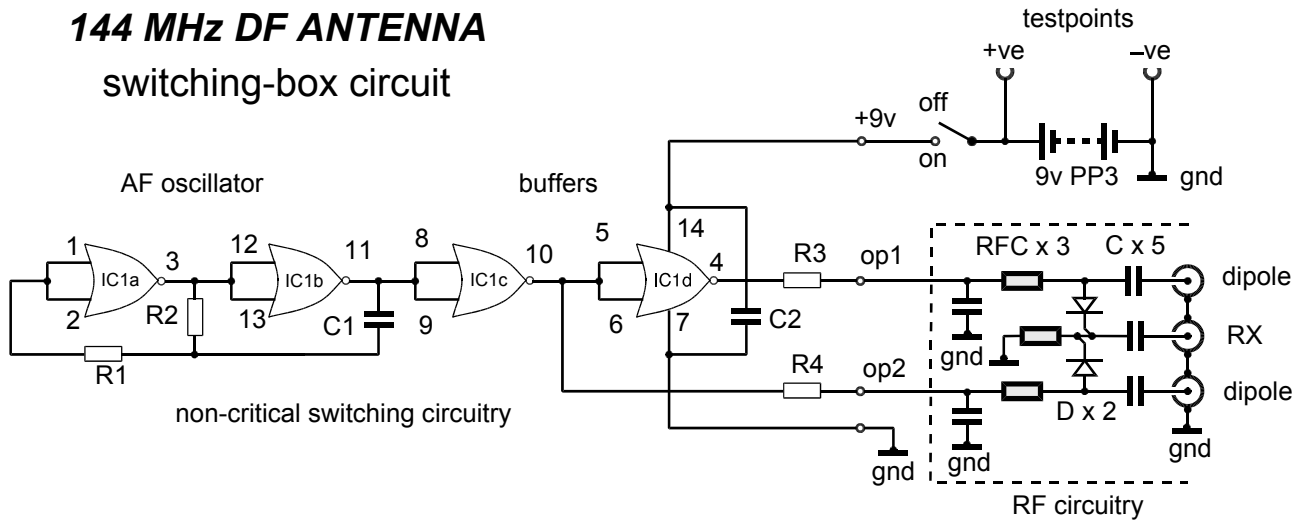 144 MHz DF ANTENNA
switching-box circuit
testpoints
+ve
–ve
off
+9v
on
9v PP3
gnd
AF oscillator
buffers
1
2
IC1a
3
R2
R1
12
13
IC1b
11
C1
8
9
IC1c
10
5
6
14
IC1d
4
7
C2
R3
op1
R4
op2
gnd
non-critical switching circuitry
RFC x 3
C x 5
dipole
gnd
RX
dipole
D x 2
gnd
gnd
RF circuitry